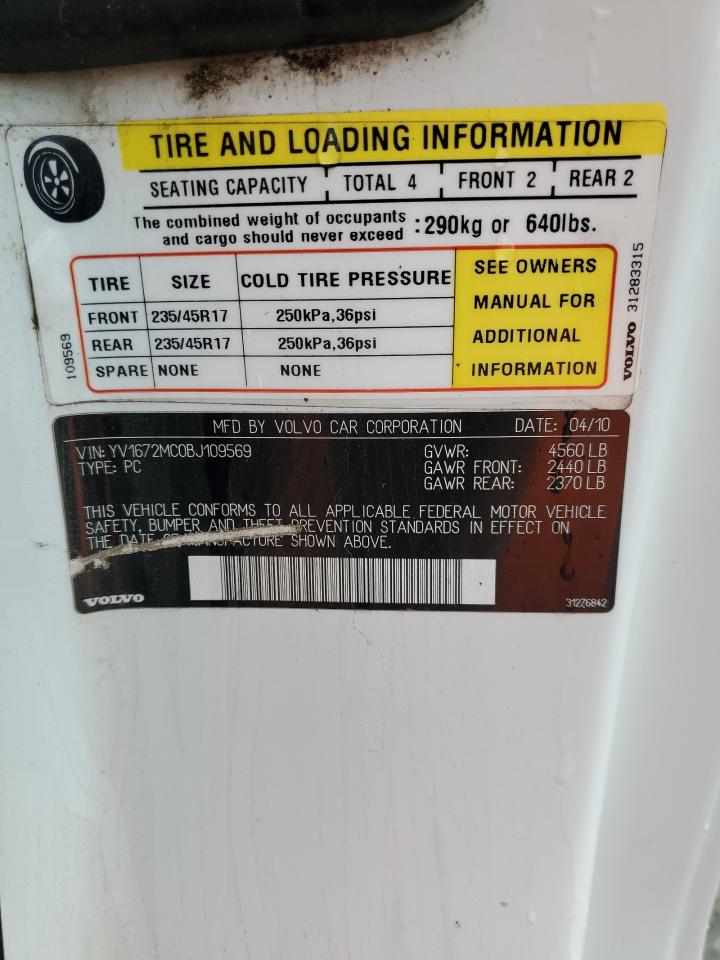 TIRE AND LOADING INFORMATION
SEATING CAPACITY TOTAL 4 FRONT 2 REAR 2
The combined weight of occupants and cargo should never exceed : 290kg or 640lbs.
TIRE SIZE COLD TIRE PRESSURE
FRONT 235/45R17 250kPa,36psi
REAR 235/45R17 250kPa,36psi
SPARE NONE NONE
SEE OWNERS
MANUAL FOR
ADDITIONAL
INFORMATION
109569
VOLVO 31283315
MFD BY VOLVO CAR CORPORATION DATE: 04/10
VIN: YV1672MC0BJ109569 GVWR: 4560 LB
TYPE: PC GAWR FRONT: 2440 LB
GAWR REAR: 2370 LB
THIS VEHICLE CONFORMS TO ALL APPLICABLE FEDERAL MOTOR VEHICLE
SAFETY, BUMPER AND THEFT PREVENTION STANDARDS IN EFFECT ON
THE DATE OF MANUFACTURE SHOWN ABOVE.
VOLVO 31276842